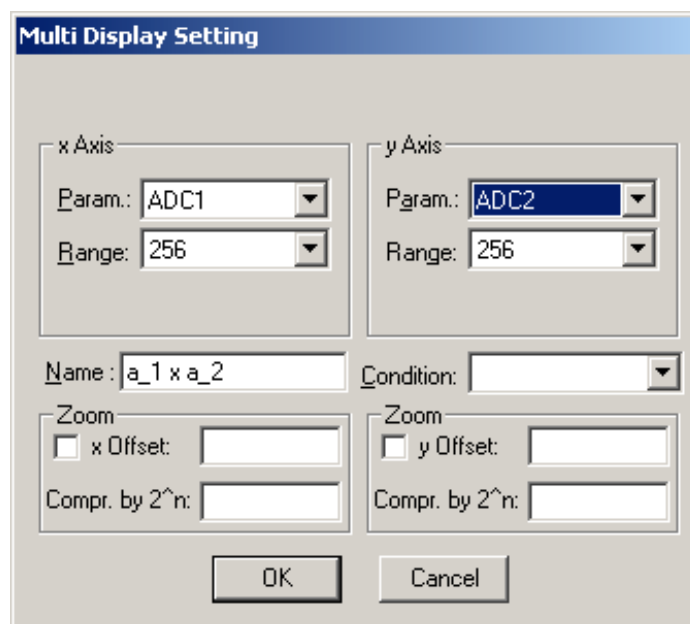 Multi Display Setting
x Axis
Param.: ADC1
Range: 256
y Axis
Param.: ADC2
Range: 256
Name : a_1 x a_2
Condition:
Zoom
x Offset:
Compr. by 2^n:
Zoom
y Offset:
Compr. by 2^n:
OK
Cancel